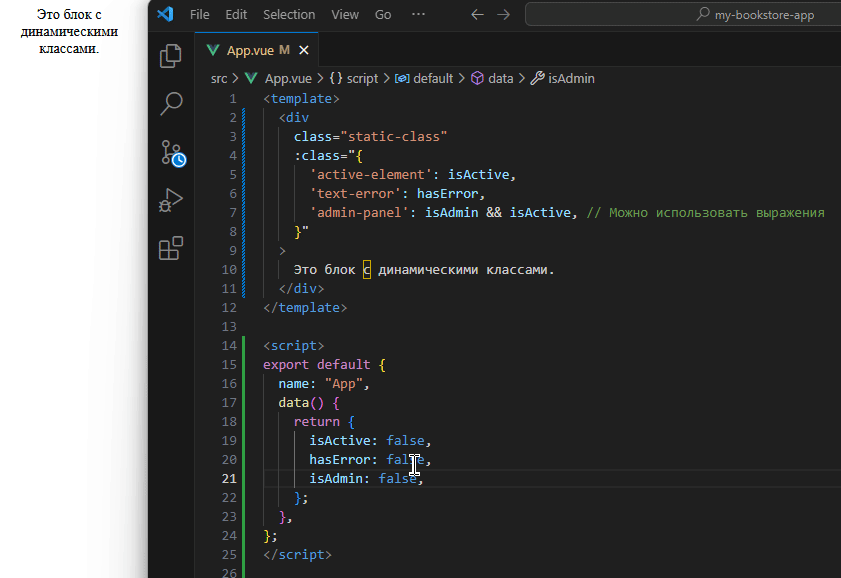 Это блок с
динамическими
классами.
File Edit Selection View Go ··· my-bookstore-app
App.vue M
src > App.vue > {} script > default > data > isAdmin
1 <template>
2 <div
3 class="static-class"
4 :class="{
5 'active-element': isActive,
6 'text-error': hasError,
7 'admin-panel': isAdmin && isActive, // Можно использовать выражения
8 }"
9 >
10 Это блок с динамическими классами.
11 </div>
12 </template>
13
14 <script>
15 export default {
16 name: "App",
17 data() {
18 return {
19 isActive: false,
20 hasError: false,
21 isAdmin: false,
22 };
23 },
24 };
25 </script>
26